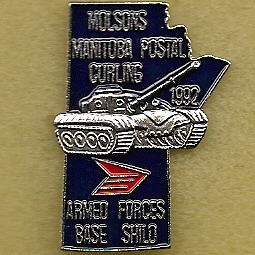 MOLSONS
MANITOBA POSTAL
CURLING
1992
ARMED FORCES
BASE SHILO